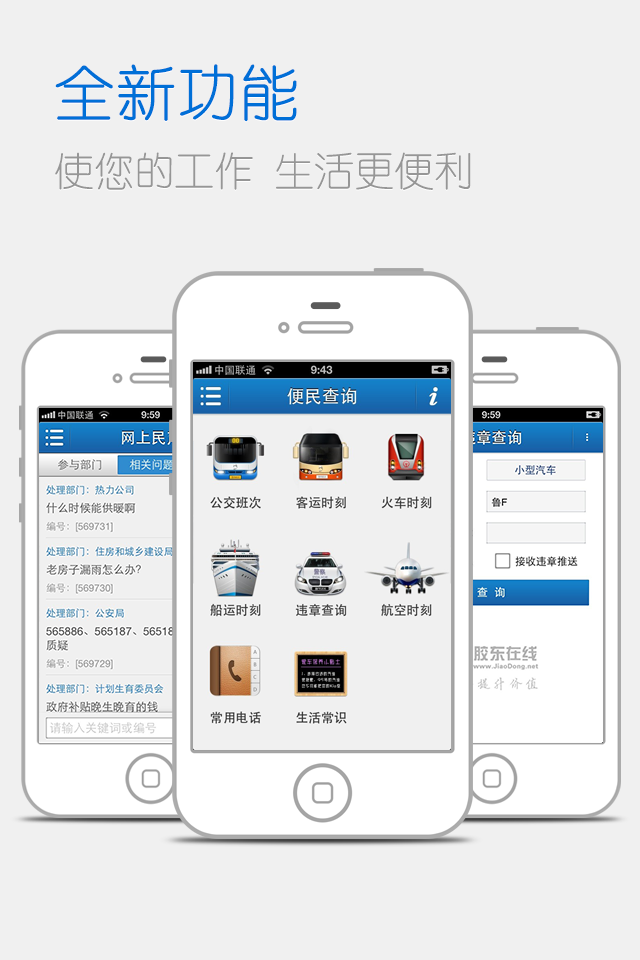 全新功能
使您的工作 生活更便利
中国联通 9:43
便民查询
公交班次 客运时刻 火车时刻
船运时刻 违章查询 航空时刻
常用电话 生活常识
A
B
C
D
中国联通 9:59
网上民
参与部门 相关问题
处理部门：热力公司
什么时候能供暖啊
编号：[569731]
处理部门：住房和城乡建设局
老房子漏雨怎么办?
编号：[569730]
处理部门：公安局
565886、565187、56518
质疑
编号：[569729]
处理部门：计划生育委员会
政府补贴晚生晚育的钱
请输入关键词或编号
9:59
章查询
小型汽车
鲁F
接收违章推送
查 询
胶东在线
www.JiaoDong.net
提升价值